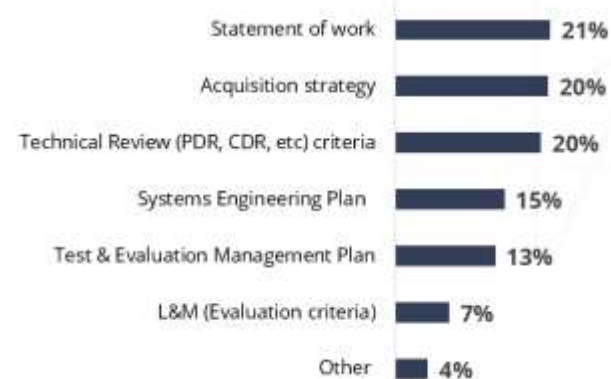 Statement of work 21%
Acquisition strategy 20%
Technical Review (PDR, CDR, etc) criteria 20%
Systems Engineering Plan 15%
Test & Evaluation Management Plan 13%
L&M (Evaluation criteria) 7%
Other 4%